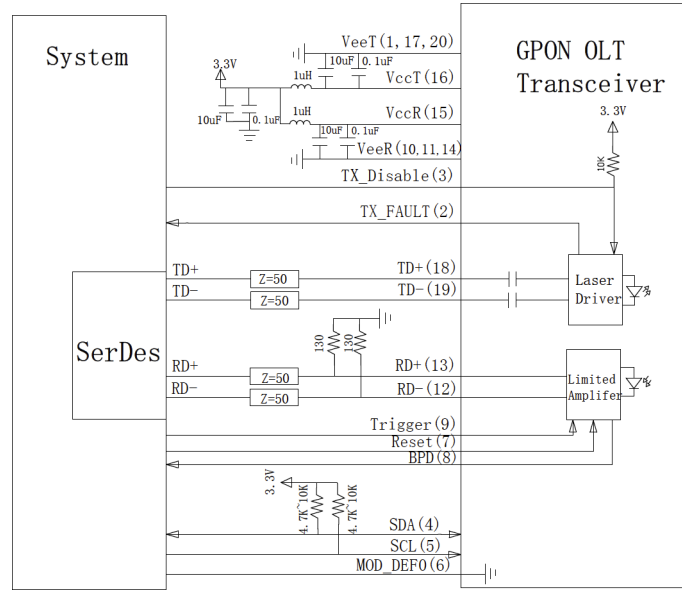 System
GPON OLT
Transceiver
VeeT(1, 17, 20)
3.3V
10uF
0.1uF
1uH
VccT(16)
10uF
0.1uF
1uH
VccR(15)
10uF
0.1uF
VeeR(10,11,14)
3.3V
10K
TX_Disable(3)
TX_FAULT(2)
TD+
Z=50
TD+(18)
TD-
Z=50
TD-(19)
Laser
Driver
SerDes
130
130
RD+
Z=50
RD+(13)
RD-
Z=50
RD-(12)
Limited
Amplifer
Trigger(9)
Reset(7)
BPD(8)
3.3V
4.7K~10K
4.7K~10K
SDA(4)
SCL(5)
MOD_DEF0(6)